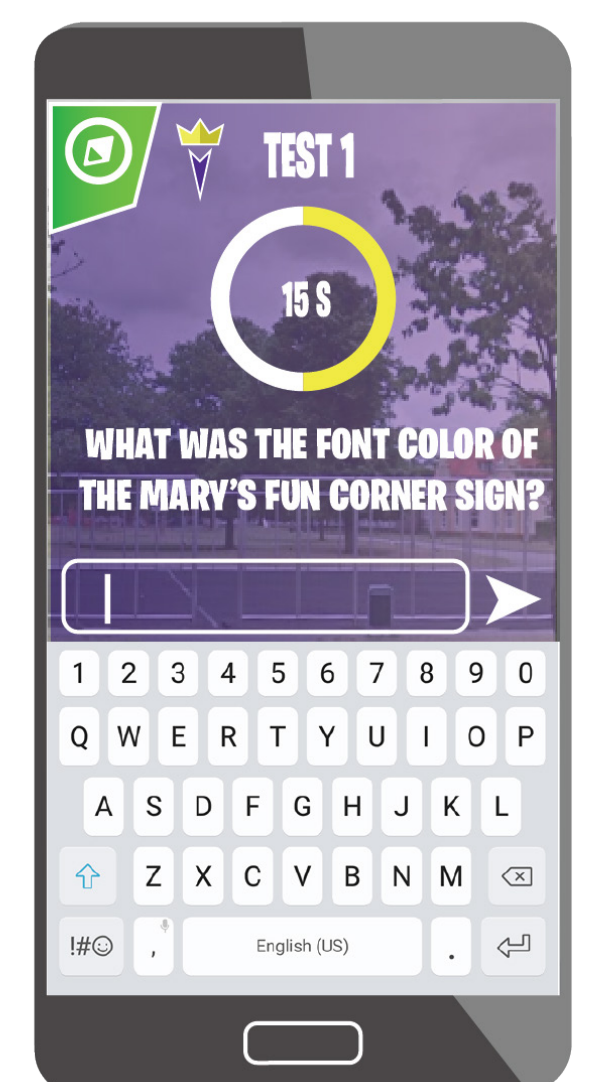 TEST 1
15 S
WHAT WAS THE FONT COLOR OF
THE MARY'S FUN CORNER SIGN?
1 2 3 4 5 6 7 8 9 0
Q W E R T Y U I O P
A S D F G H J K L
Z X C V B N M
!#☺ , English (US) .